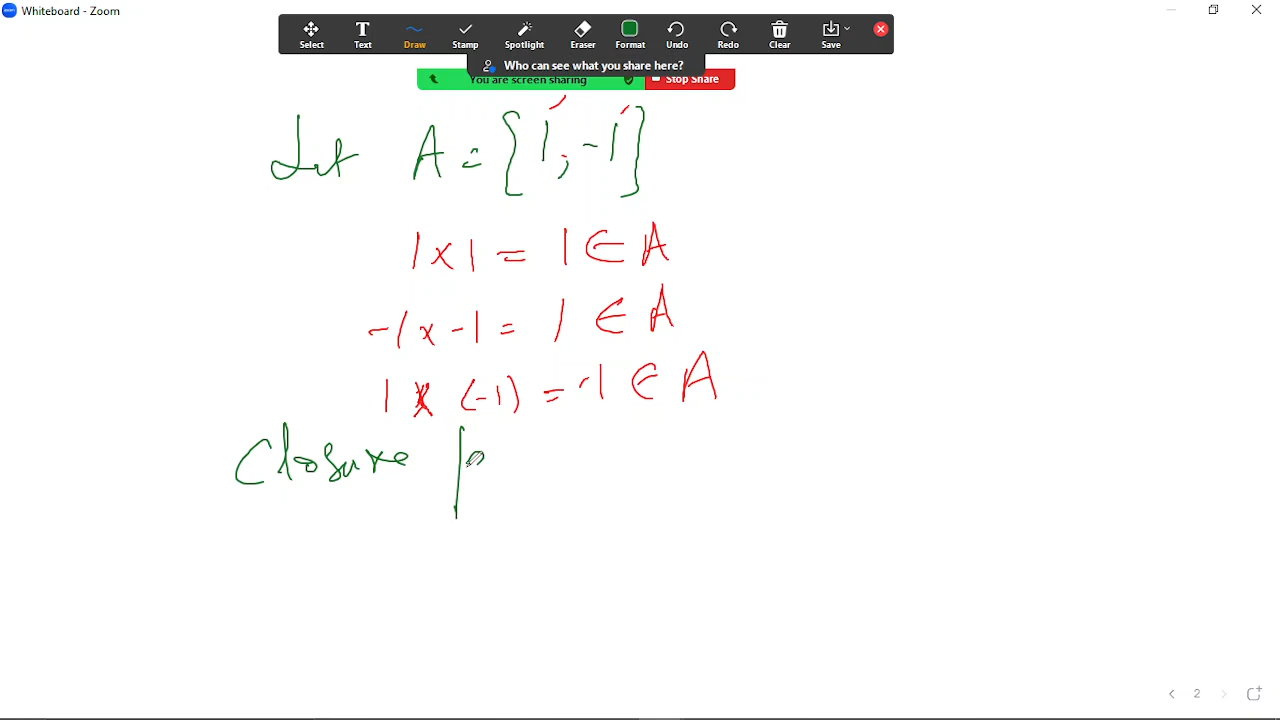 Whiteboard - Zoom
Select Text Draw Stamp Spotlight Eraser Format Undo Redo Clear Save
Who can see what you share here?
You are screen sharing Stop Share
Let A = {1, -1}
1 x 1 = 1 ∈ A
-1 x -1 = 1 ∈ A
1 x (-1) = -1 ∈ A
Closure p
2